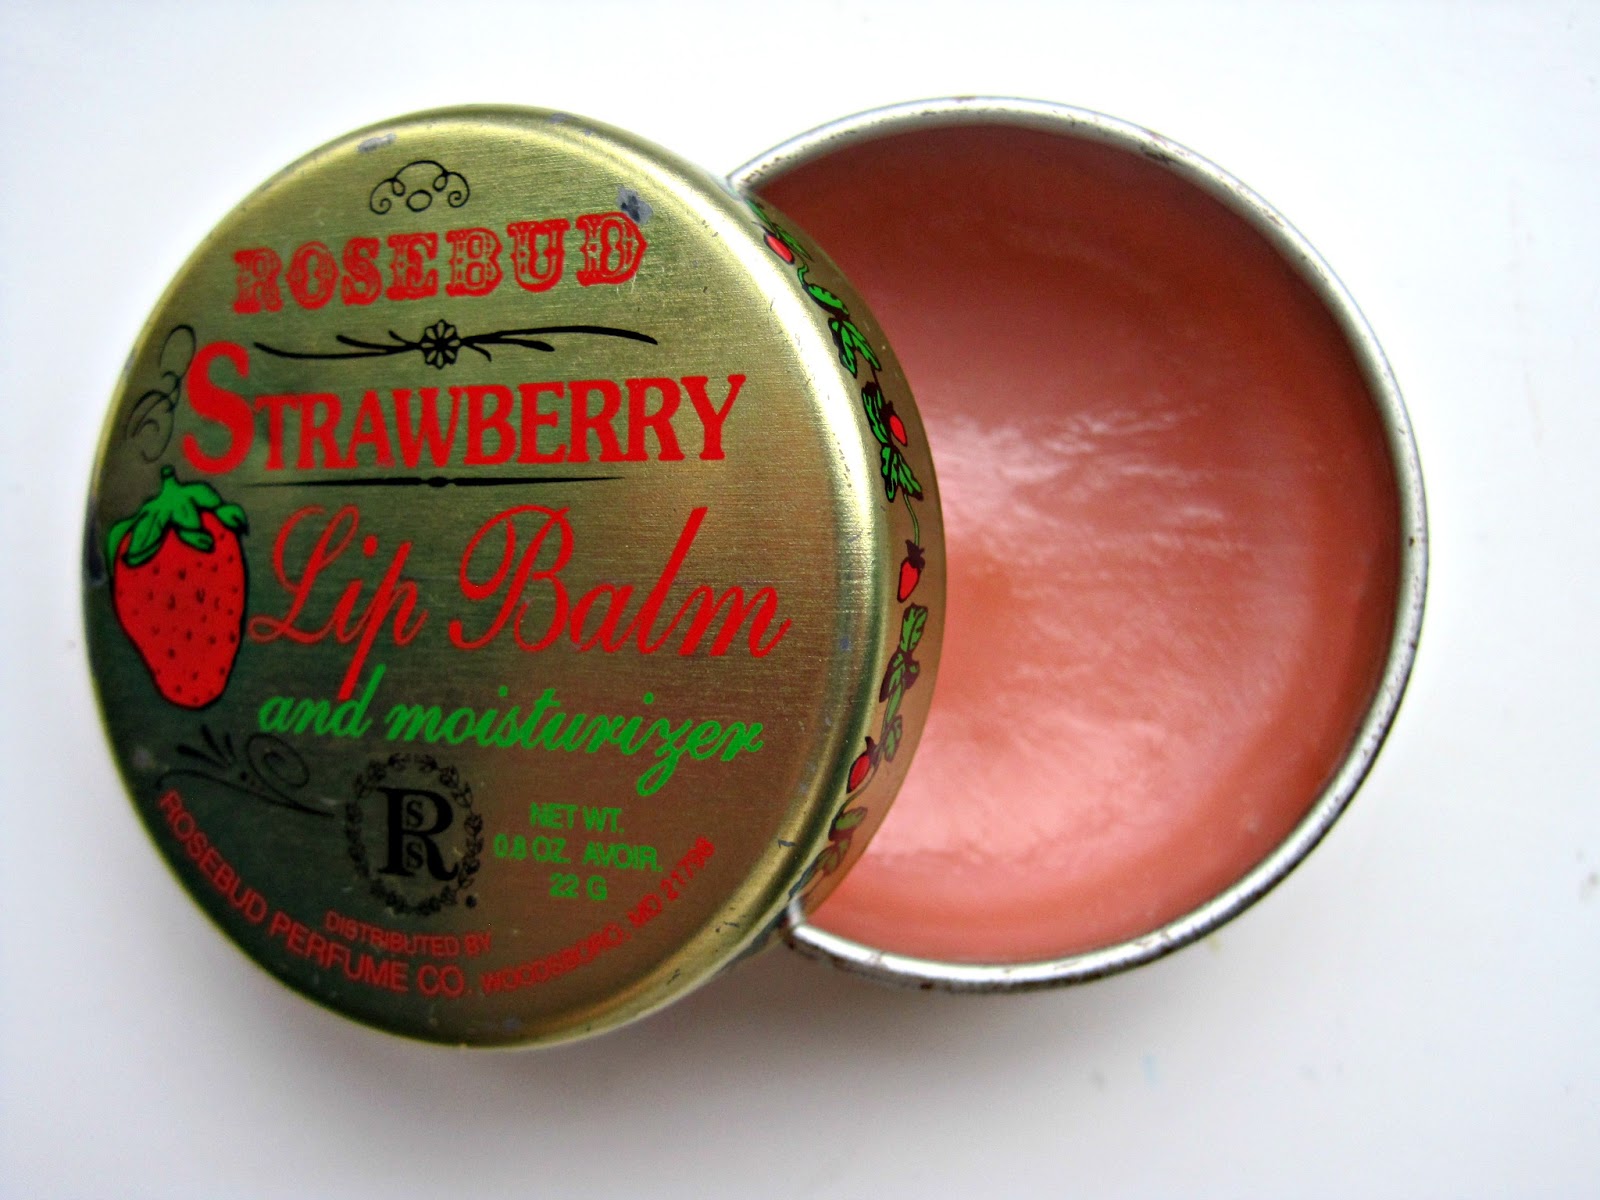 ROSEBUD
STRAWBERRY
Lip Balm
and moisturizer
RSS
NET WT.
0.8 OZ. AVOIR.
22 G
DISTRIBUTED BY
ROSEBUD PERFUME CO. WOODSBORO, MD 21798